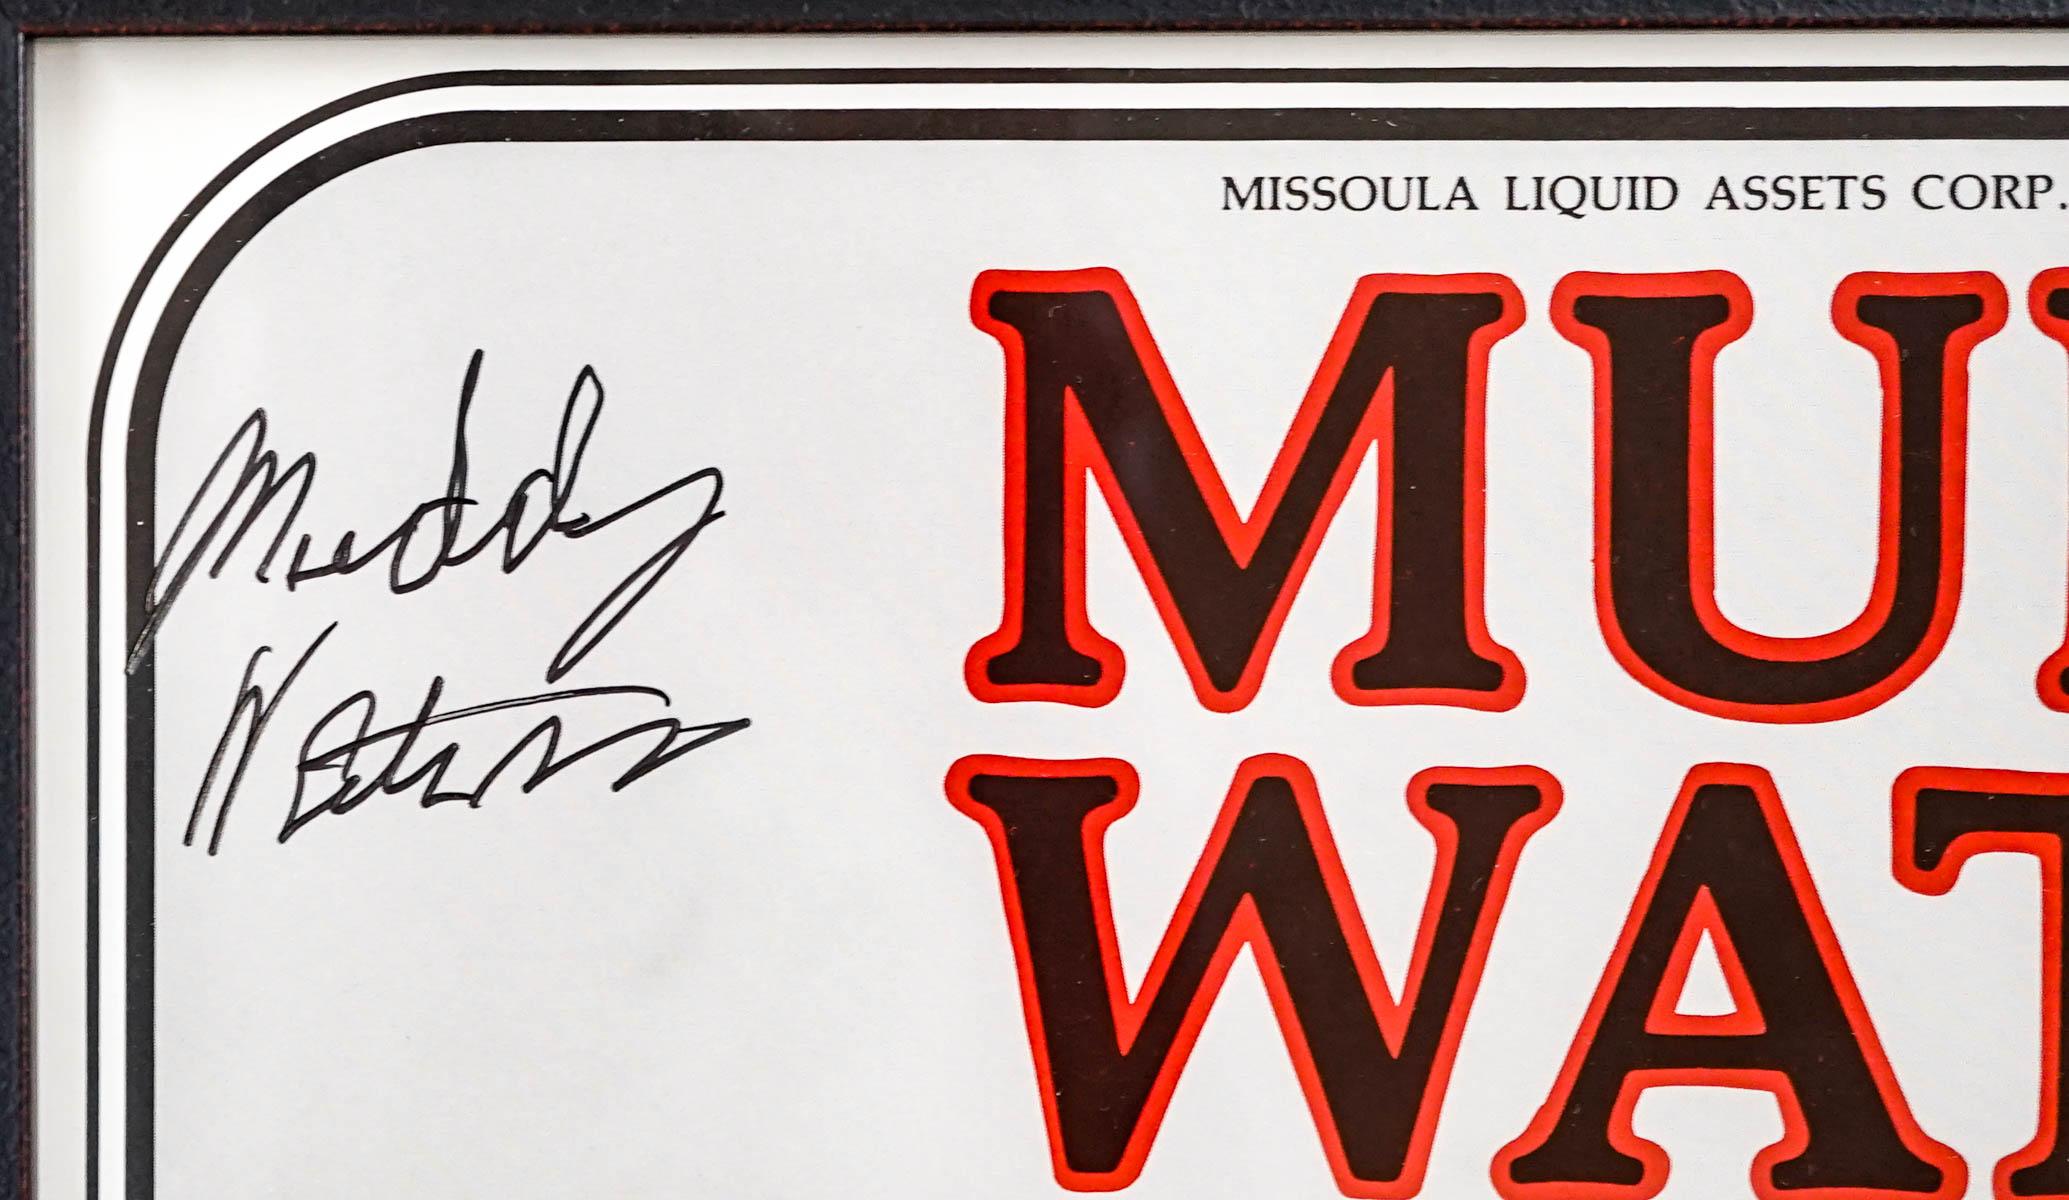 MISSOULA LIQUID ASSETS CORP.
Muddy
Waters
MU
WAT